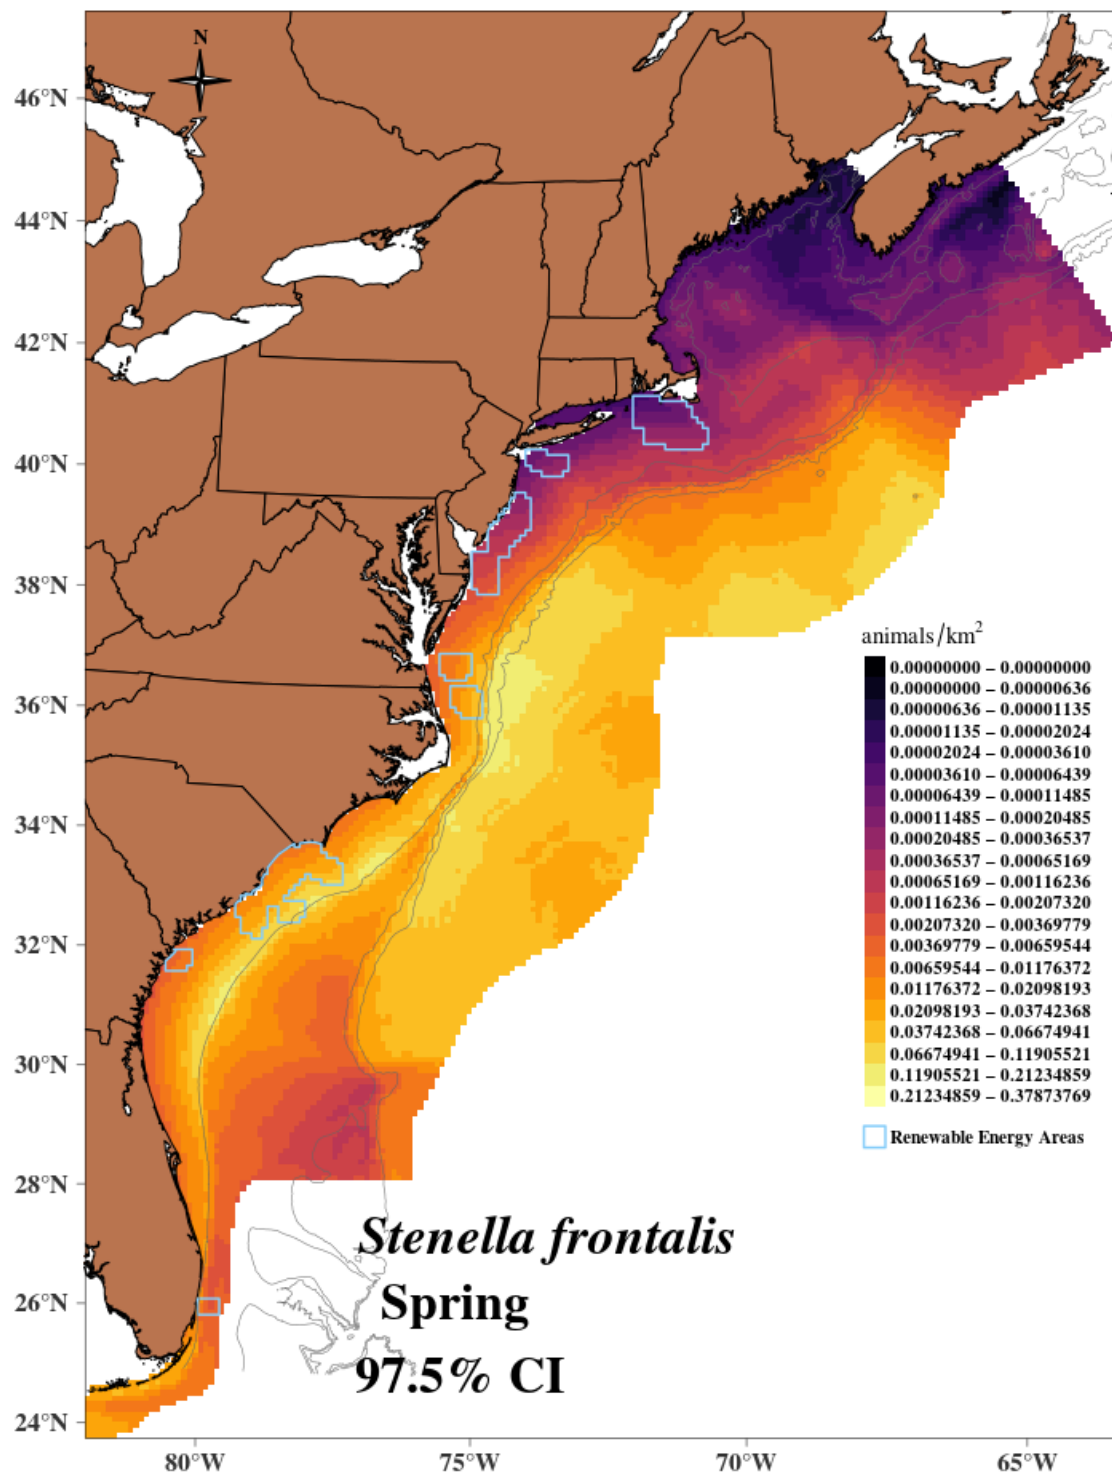 N
46°N
44°N
42°N
40°N
38°N
36°N
34°N
32°N
30°N
28°N
26°N
24°N
80°W
75°W
70°W
65°W
animals/km²
0.00000000 – 0.00000000
0.00000000 – 0.00000636
0.00000636 – 0.00001135
0.00001135 – 0.00002024
0.00002024 – 0.00003610
0.00003610 – 0.00006439
0.00006439 – 0.00011485
0.00011485 – 0.00020485
0.00020485 – 0.00036537
0.00036537 – 0.00065169
0.00065169 – 0.00116236
0.00116236 – 0.00207320
0.00207320 – 0.00369779
0.00369779 – 0.00659544
0.00659544 – 0.01176372
0.01176372 – 0.02098193
0.02098193 – 0.03742368
0.03742368 – 0.06674941
0.06674941 – 0.11905521
0.11905521 – 0.21234859
0.21234859 – 0.37873769
Renewable Energy Areas
Stenella frontalis
Spring
97.5% CI